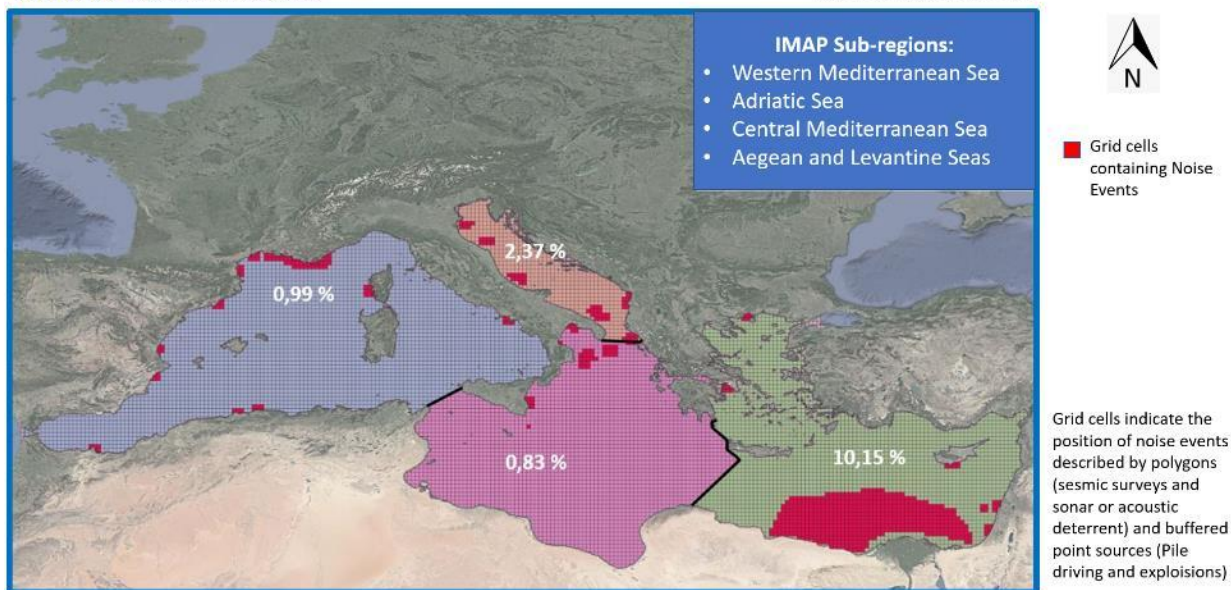 IMAP Sub-regions:
• Western Mediterranean Sea
• Adriatic Sea
• Central Mediterranean Sea
• Aegean and Levantine Seas
N
Grid cells
containing Noise
Events
2,37 %
0,99 %
0,83 %
10,15 %
Grid cells indicate the
position of noise events
described by polygons
(sesmic surveys and
sonar or acoustic
deterrent) and buffered
point sources (Pile
driving and exploisions)